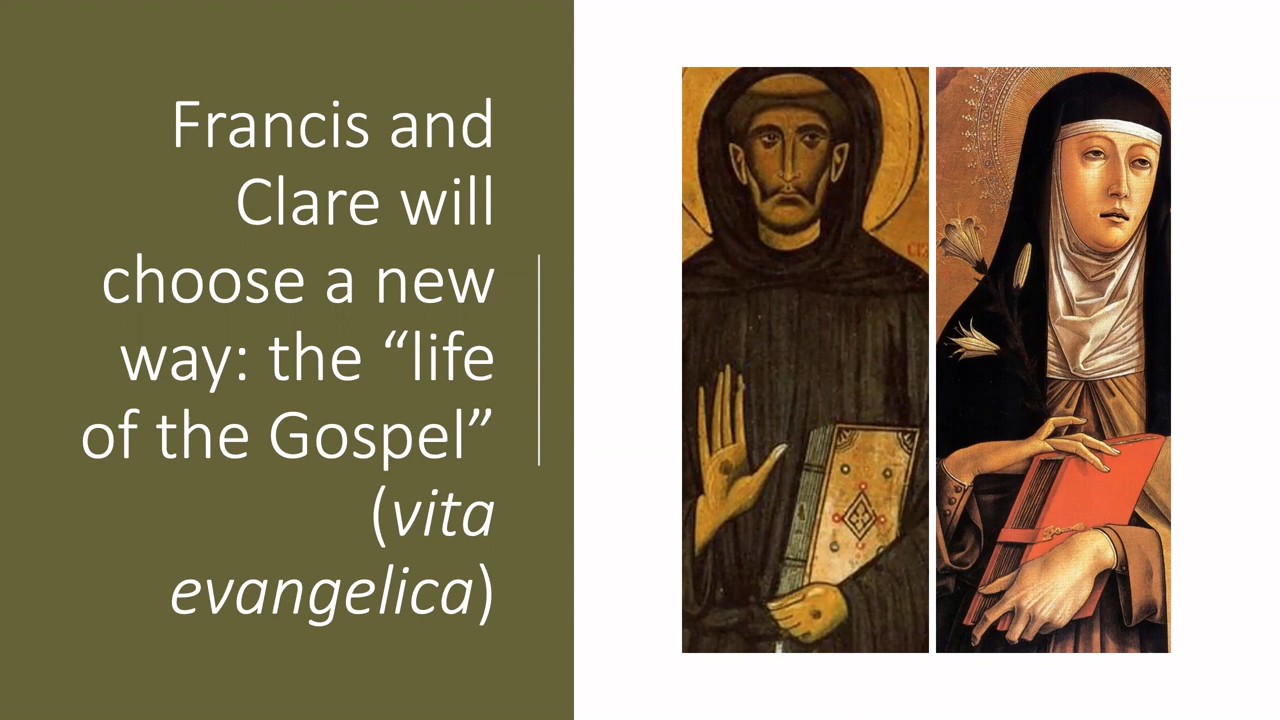 Francis and
Clare will
choose a new
way: the “life
of the Gospel”
(vita
evangelica)